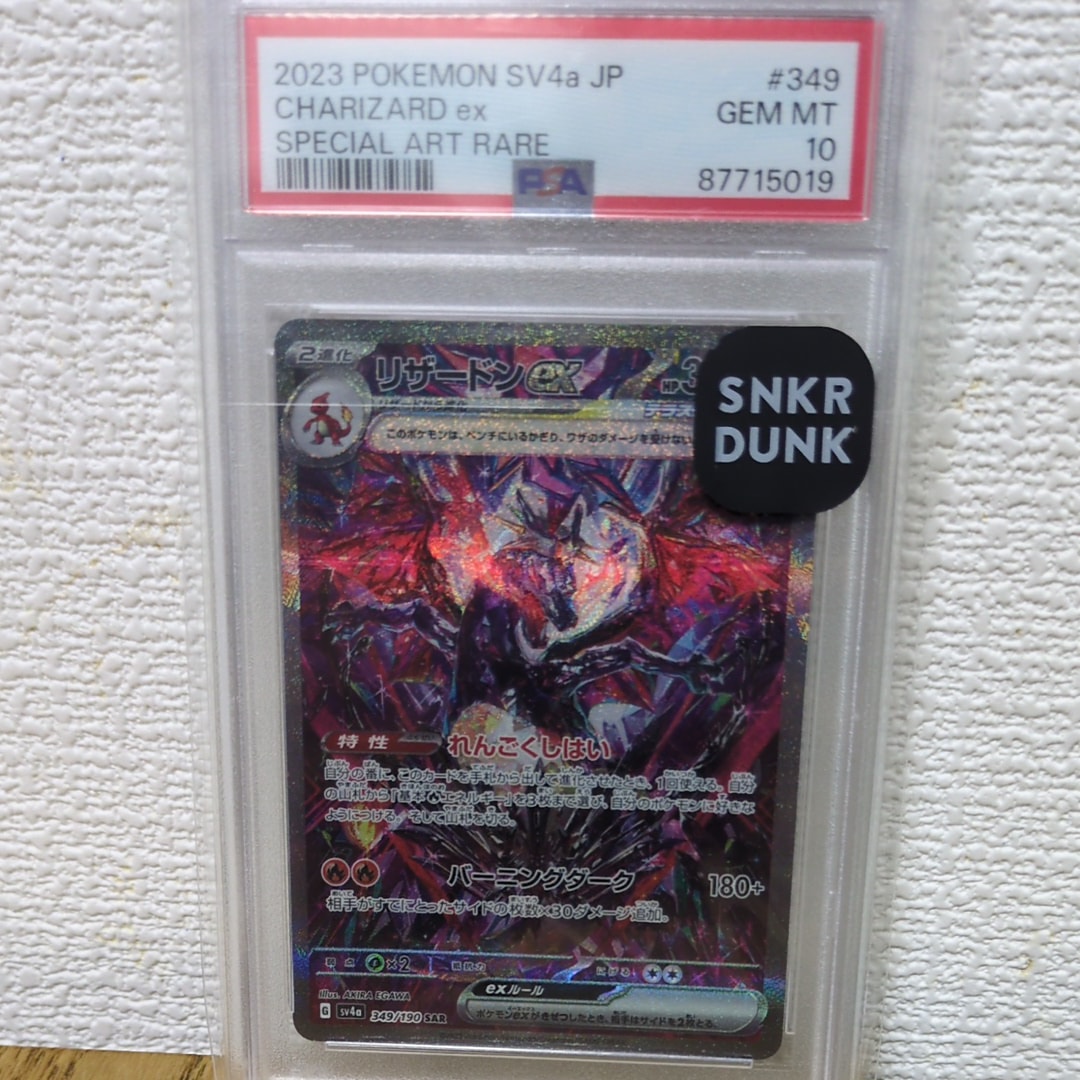 2023 POKEMON SV4a JP #349
CHARIZARD ex GEM MT
SPECIAL ART RARE 10
PSA 87715019
2進化 リザードンex HP 3
テラス
このポケモンは、ベンチにいるかぎり、ワザのダメージを受けない
SNKR
DUNK
特性 れんごくしはい
自分の番に、このカードを手札から出して進化させたとき、1回使える。自分
の山札から「基本エネルギー」を3枚まで選び、自分のポケモンに好きな
ようにつける。そして山札を切る。
バーニングダーク 180+
相手がすでにとったサイドの枚数×30ダメージ追加。
弱点 ×2 抵抗力 にげる
Illus. AKIRA EGAWA
exルール
G sv4a 349/190 SAR
ポケモンexがきぜつしたとき、相手はサイドを2枚とる。